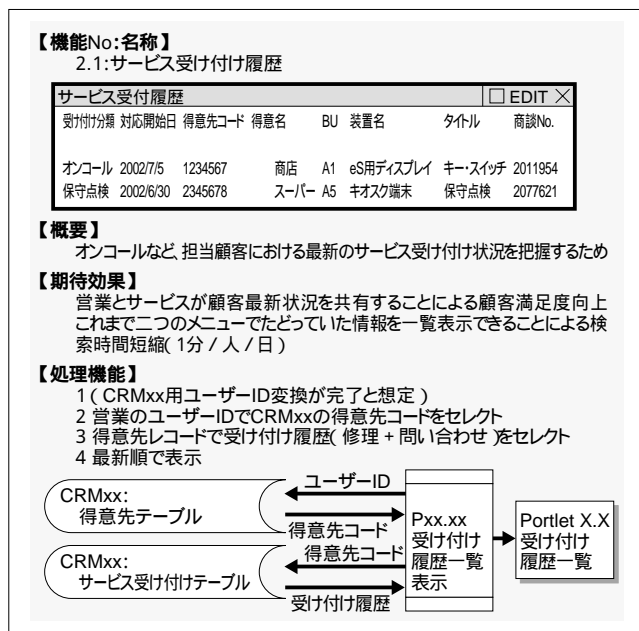 【機能No:名称】
2.1:サービス受け付け履歴
サービス受付履歴 □ EDIT ×
受け付け分類 対応開始日 得意先コード 得意名 BU 装置名 タイトル 商談No.
オンコール 2002/7/5 1234567 商店 A1 eS用ディスプレイ キー・スイッチ 2011954
保守点検 2002/6/30 2345678 スーパー A5 キオスク端末 保守点検 2077621
【概要】
オンコールなど、担当顧客における最新のサービス受け付け状況を把握するため
【期待効果】
営業とサービスが顧客最新状況を共有することによる顧客満足度向上
これまで二つのメニューでたどっていた情報を一覧表示できることによる検
索時間短縮(1分/人/日)
【処理機能】
1(CRMxx用ユーザーID変換が完了と想定)
2 営業のユーザーIDでCRMxxの得意先コードをセレクト
3 得意先レコードで受け付け履歴(修理+問い合わせ)をセレクト
4 最新順で表示
CRMxx:
得意先テーブル
ユーザーID
得意先コード
CRMxx:
サービス受け付けテーブル
得意先コード
受け付け履歴
Pxx.xx
受け付け
履歴一覧
表示
Portlet X.X
受け付け
履歴一覧